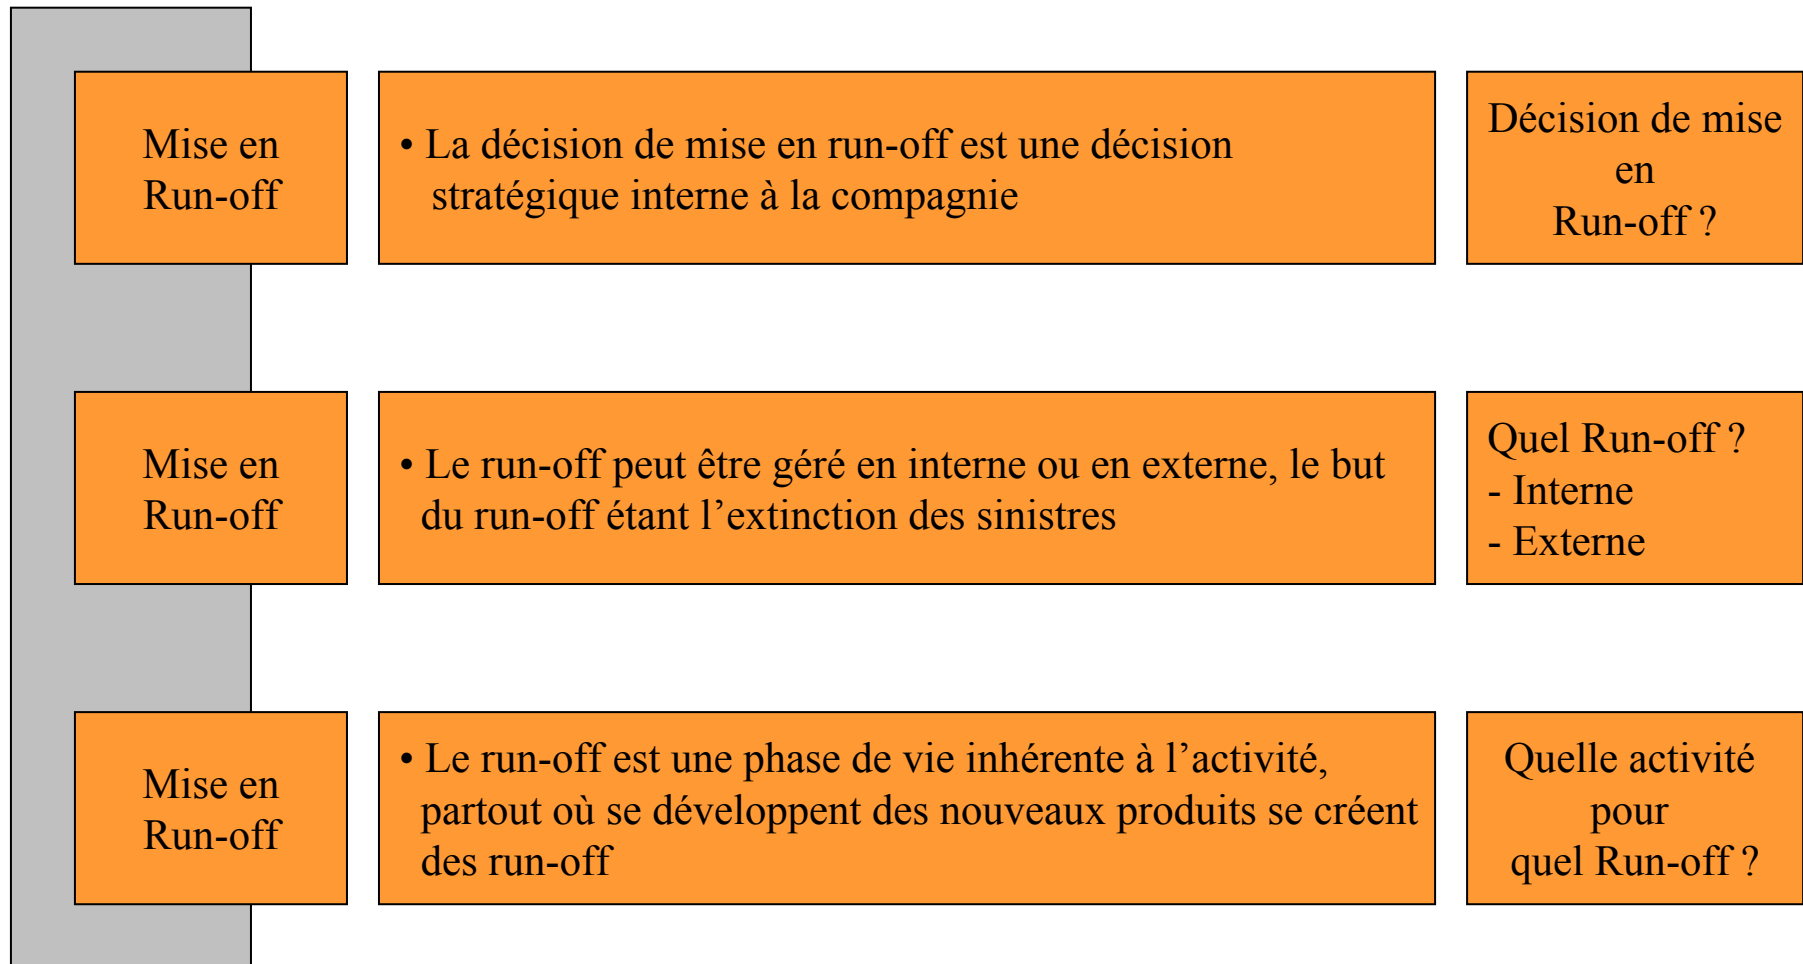 Mise en
Run-off
• La décision de mise en run-off est une décision
stratégique interne à la compagnie
Décision de mise
en
Run-off ?
Mise en
Run-off
• Le run-off peut être géré en interne ou en externe, le but
du run-off étant l’extinction des sinistres
Quel Run-off ?
- Interne
- Externe
Mise en
Run-off
• Le run-off est une phase de vie inhérente à l’activité,
partout où se développent des nouveaux produits se créent
des run-off
Quelle activité
pour
quel Run-off ?